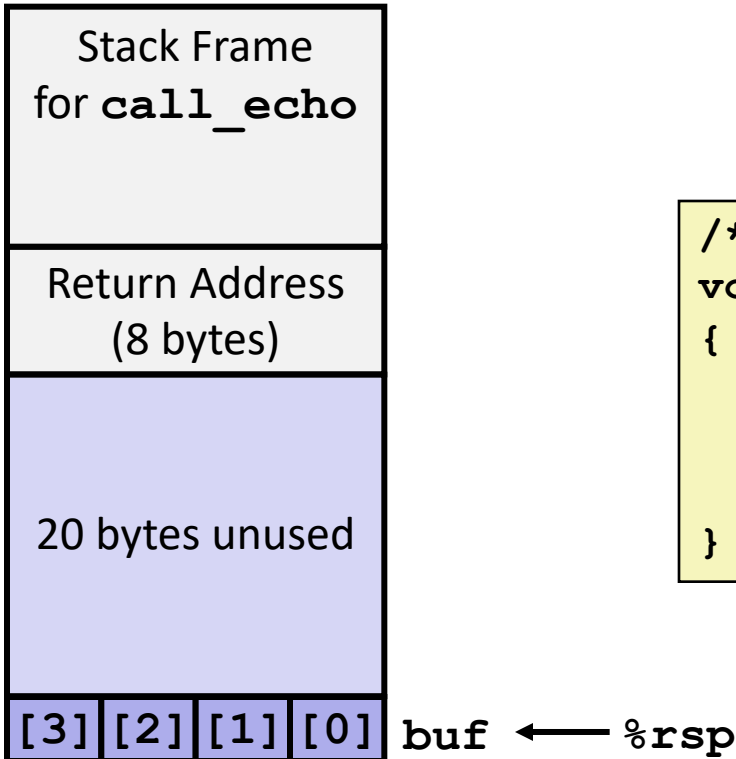 Stack Frame
for call_echo
Return Address
(8 bytes)
20 bytes unused
[3] [2] [1] [0] buf ← %rsp
/*
vo
{
}